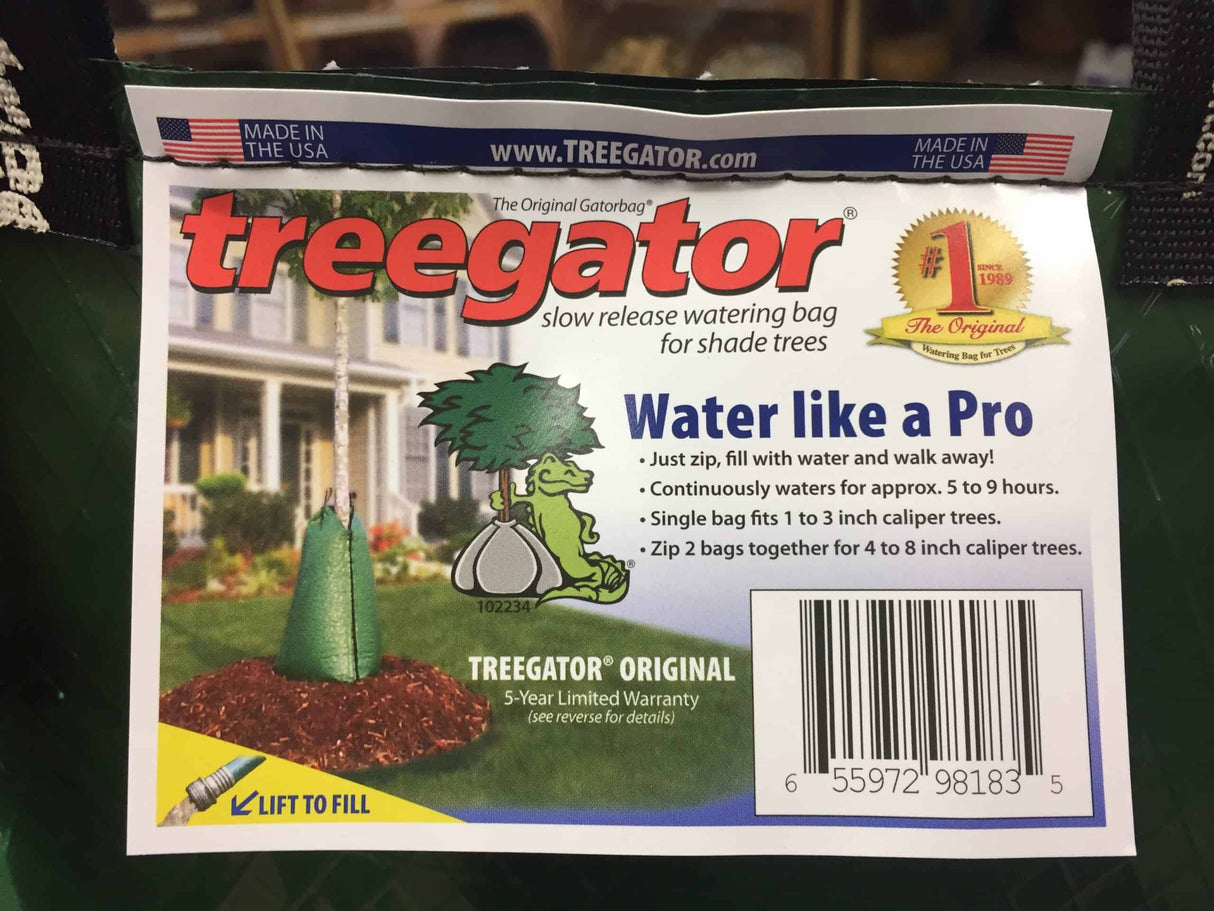 MADE IN
THE USA
www.TREEGATOR.com
MADE IN
THE USA
The Original Gatorbag®
treegator®
slow release watering bag
for shade trees
#1
SINCE
1989
The Original
Watering Bag for Trees
Water like a Pro
• Just zip, fill with water and walk away!
• Continuously waters for approx. 5 to 9 hours.
• Single bag fits 1 to 3 inch caliper trees.
• Zip 2 bags together for 4 to 8 inch caliper trees.
®
102234
TREEGATOR® ORIGINAL
5-Year Limited Warranty
(see reverse for details)
LIFT TO FILL
6 55972 98183 5